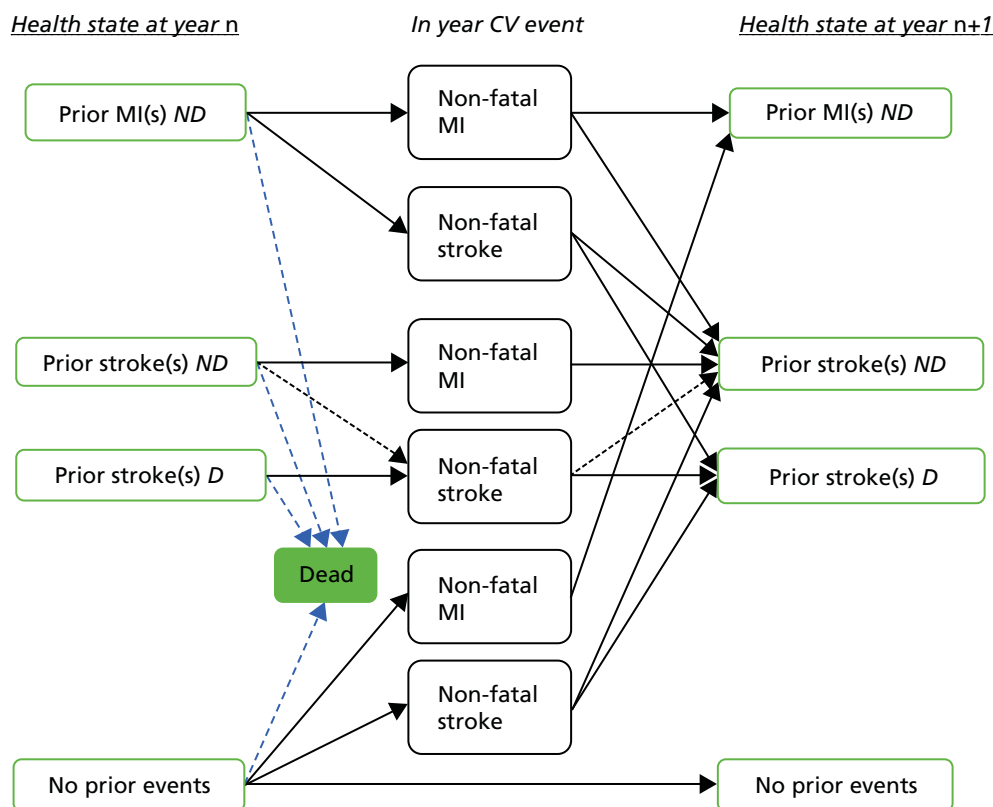 Health state at year n
In year CV event
Health state at year n+1
Prior MI(s) ND
Non-fatal
MI
Prior MI(s) ND
Non-fatal
stroke
Prior stroke(s) ND
Non-fatal
MI
Prior stroke(s) ND
Prior stroke(s) D
Non-fatal
stroke
Prior stroke(s) D
Dead
Non-fatal
MI
Non-fatal
stroke
No prior events
No prior events